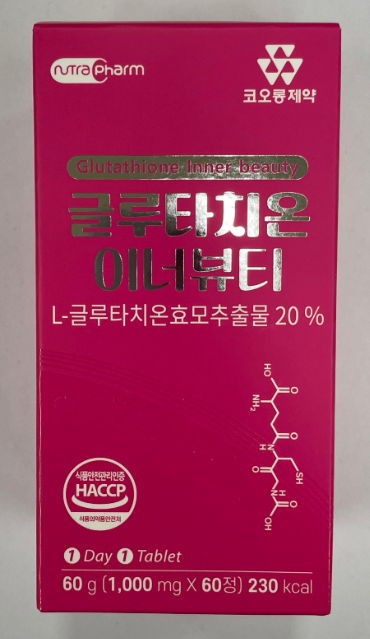 nutrapharm
코오롱제약
Glutathione Inner beauty
글루타치온
이너뷰티
L-글루타치온효모추출물 20 %
HO
O
NH₂
O
N
H
SH
O
N
H
O
OH
식품안전관리인증
HACCP
식품의약품안전처
1 Day 1 Tablet
60 g (1,000 mg X 60정) 230 kcal